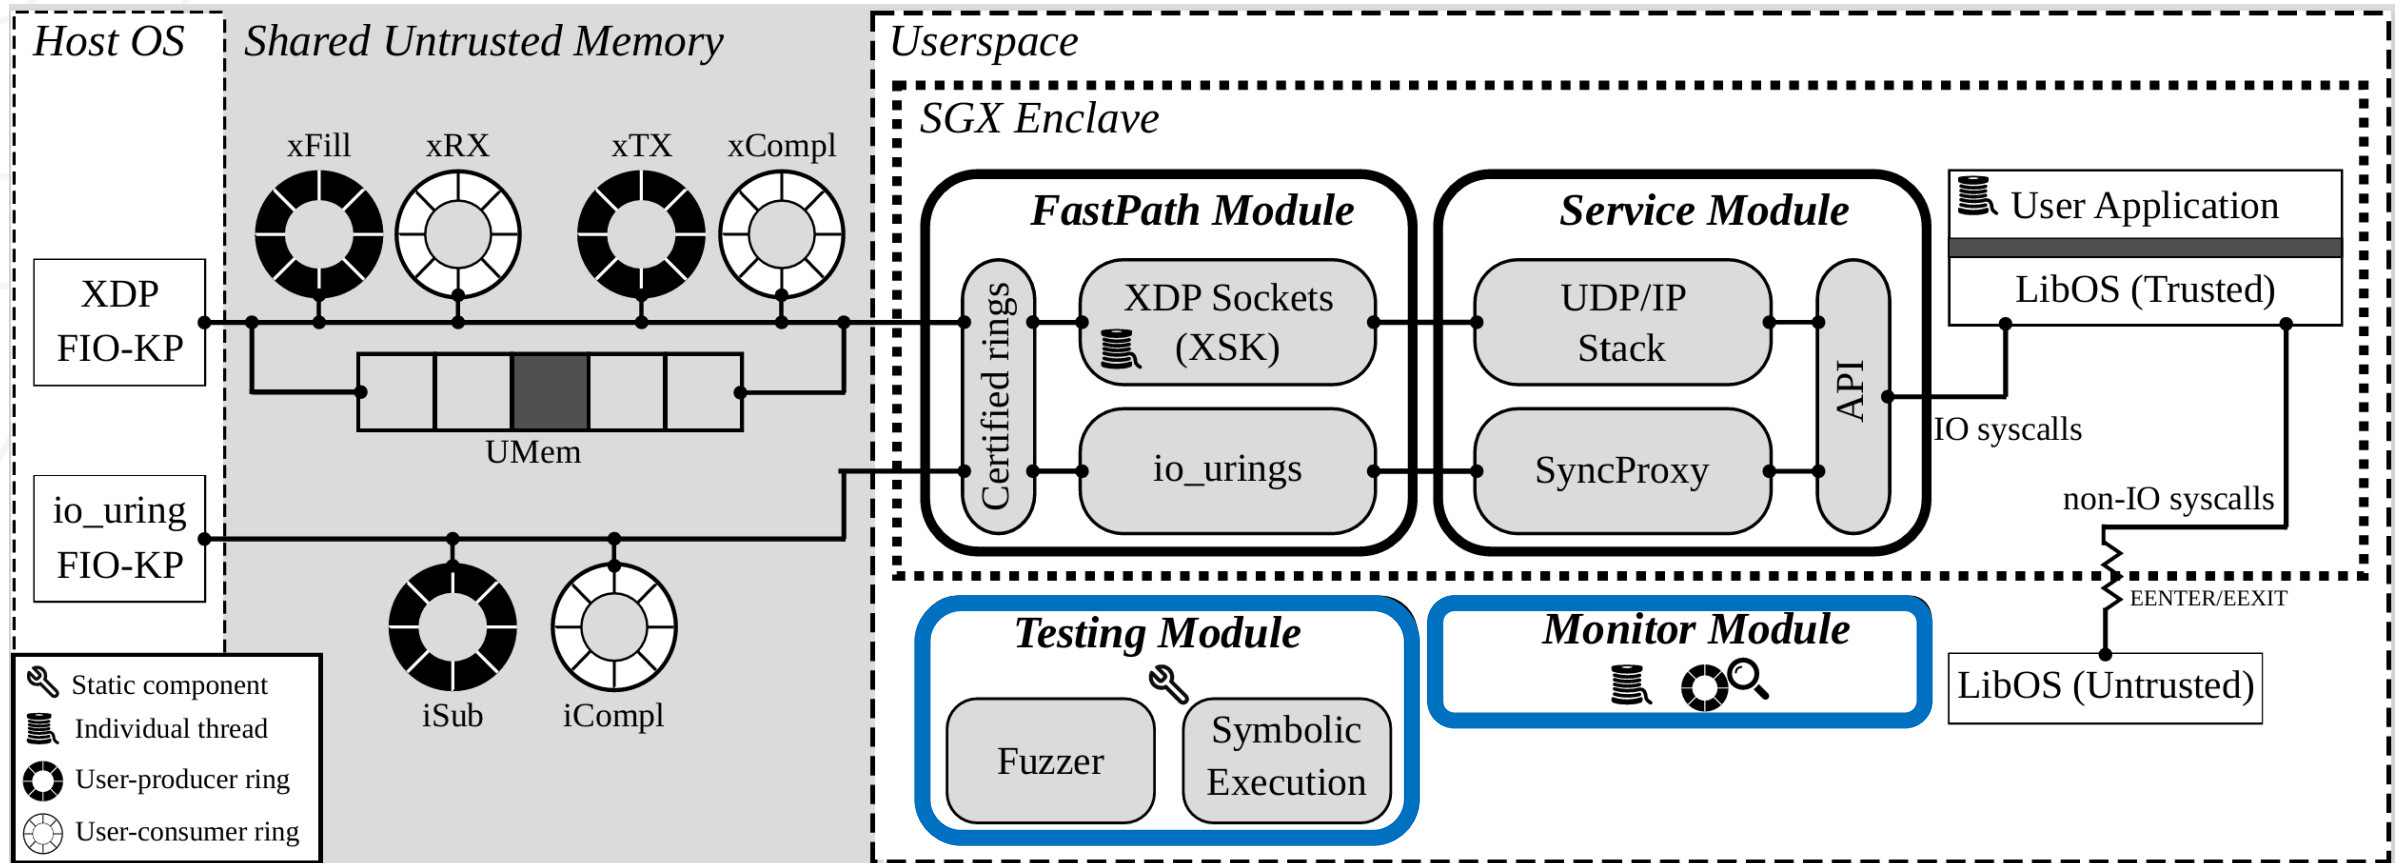 Host OS
Shared Untrusted Memory
Userspace
SGX Enclave
xFill
xRX
xTX
xCompl
XDP
FIO-KP
UMem
io_uring
FIO-KP
iSub
iCompl
FastPath Module
Certified rings
XDP Sockets
(XSK)
io_urings
Service Module
UDP/IP
Stack
SyncProxy
API
User Application
LibOS (Trusted)
IO syscalls
non-IO syscalls
EENTER/EEXIT
LibOS (Untrusted)
Testing Module
Fuzzer
Symbolic
Execution
Monitor Module
Static component
Individual thread
User-producer ring
User-consumer ring